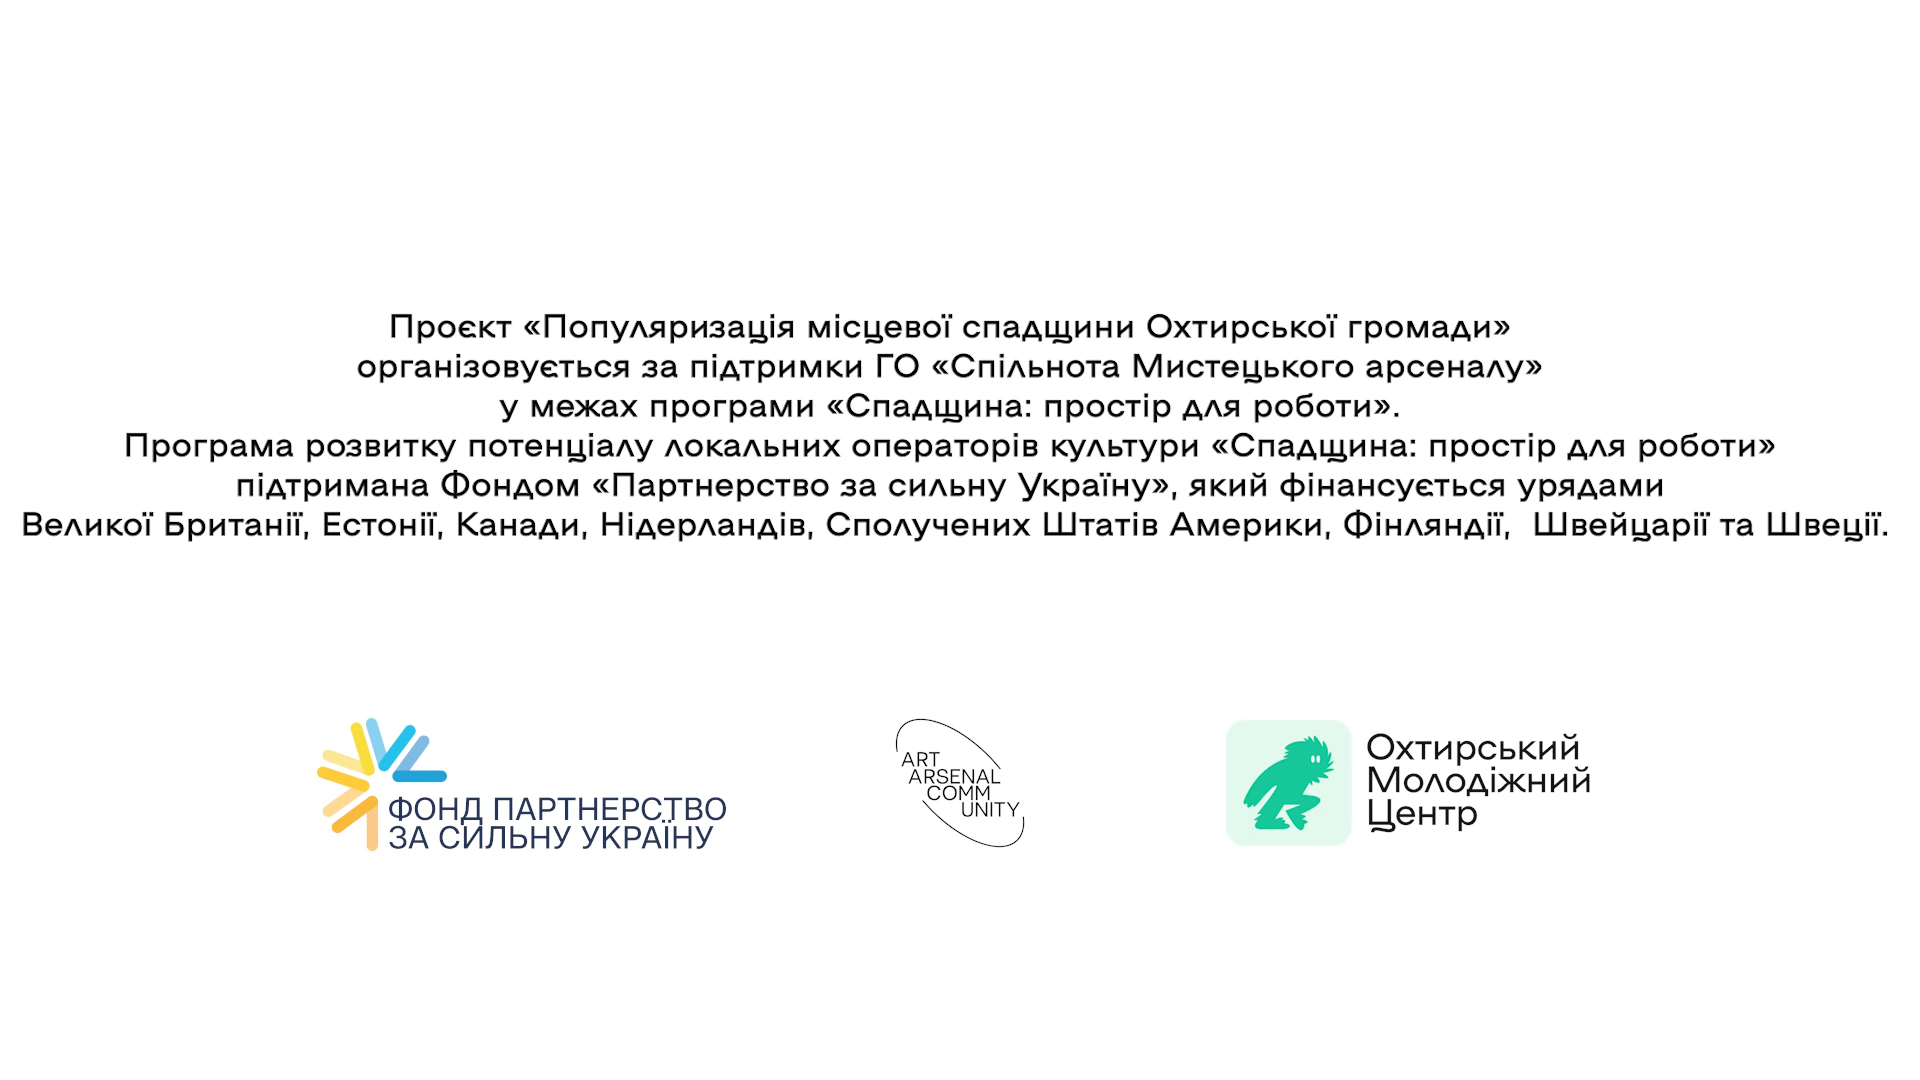 Проєкт «Популяризація місцевої спадщини Охтирської громади»
організовується за підтримки ГО «Спільнота Мистецького арсеналу»
у межах програми «Спадщина: простір для роботи».
Програма розвитку потенціалу локальних операторів культури «Спадщина: простір для роботи»
підтримана Фондом «Партнерство за сильну Україну», який фінансується урядами
Великої Британії, Естонії, Канади, Нідерландів, Сполучених Штатів Америки, Фінляндії,  Швейцарії та Швеції.
ФОНД ПАРТНЕРСТВО
ЗА СИЛЬНУ УКРАЇНУ
ART
ARSENAL
COMM
UNITY
Охтирський
Молодіжний
Центр